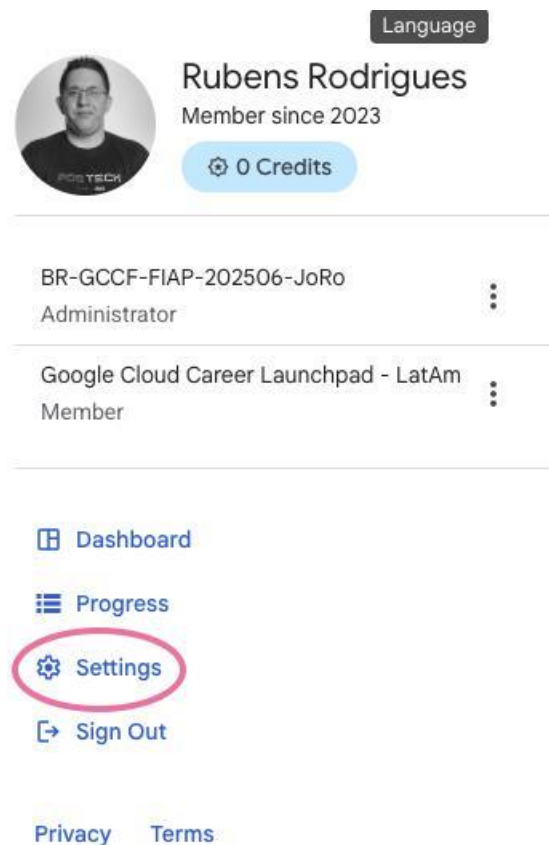 Language
Rubens Rodrigues
Member since 2023
0 Credits
POSTECH
BR-GCCF-FIAP-202506-JoRo
Administrator
Google Cloud Career Launchpad - LatAm
Member
Dashboard
Progress
Settings
Sign Out
Privacy Terms